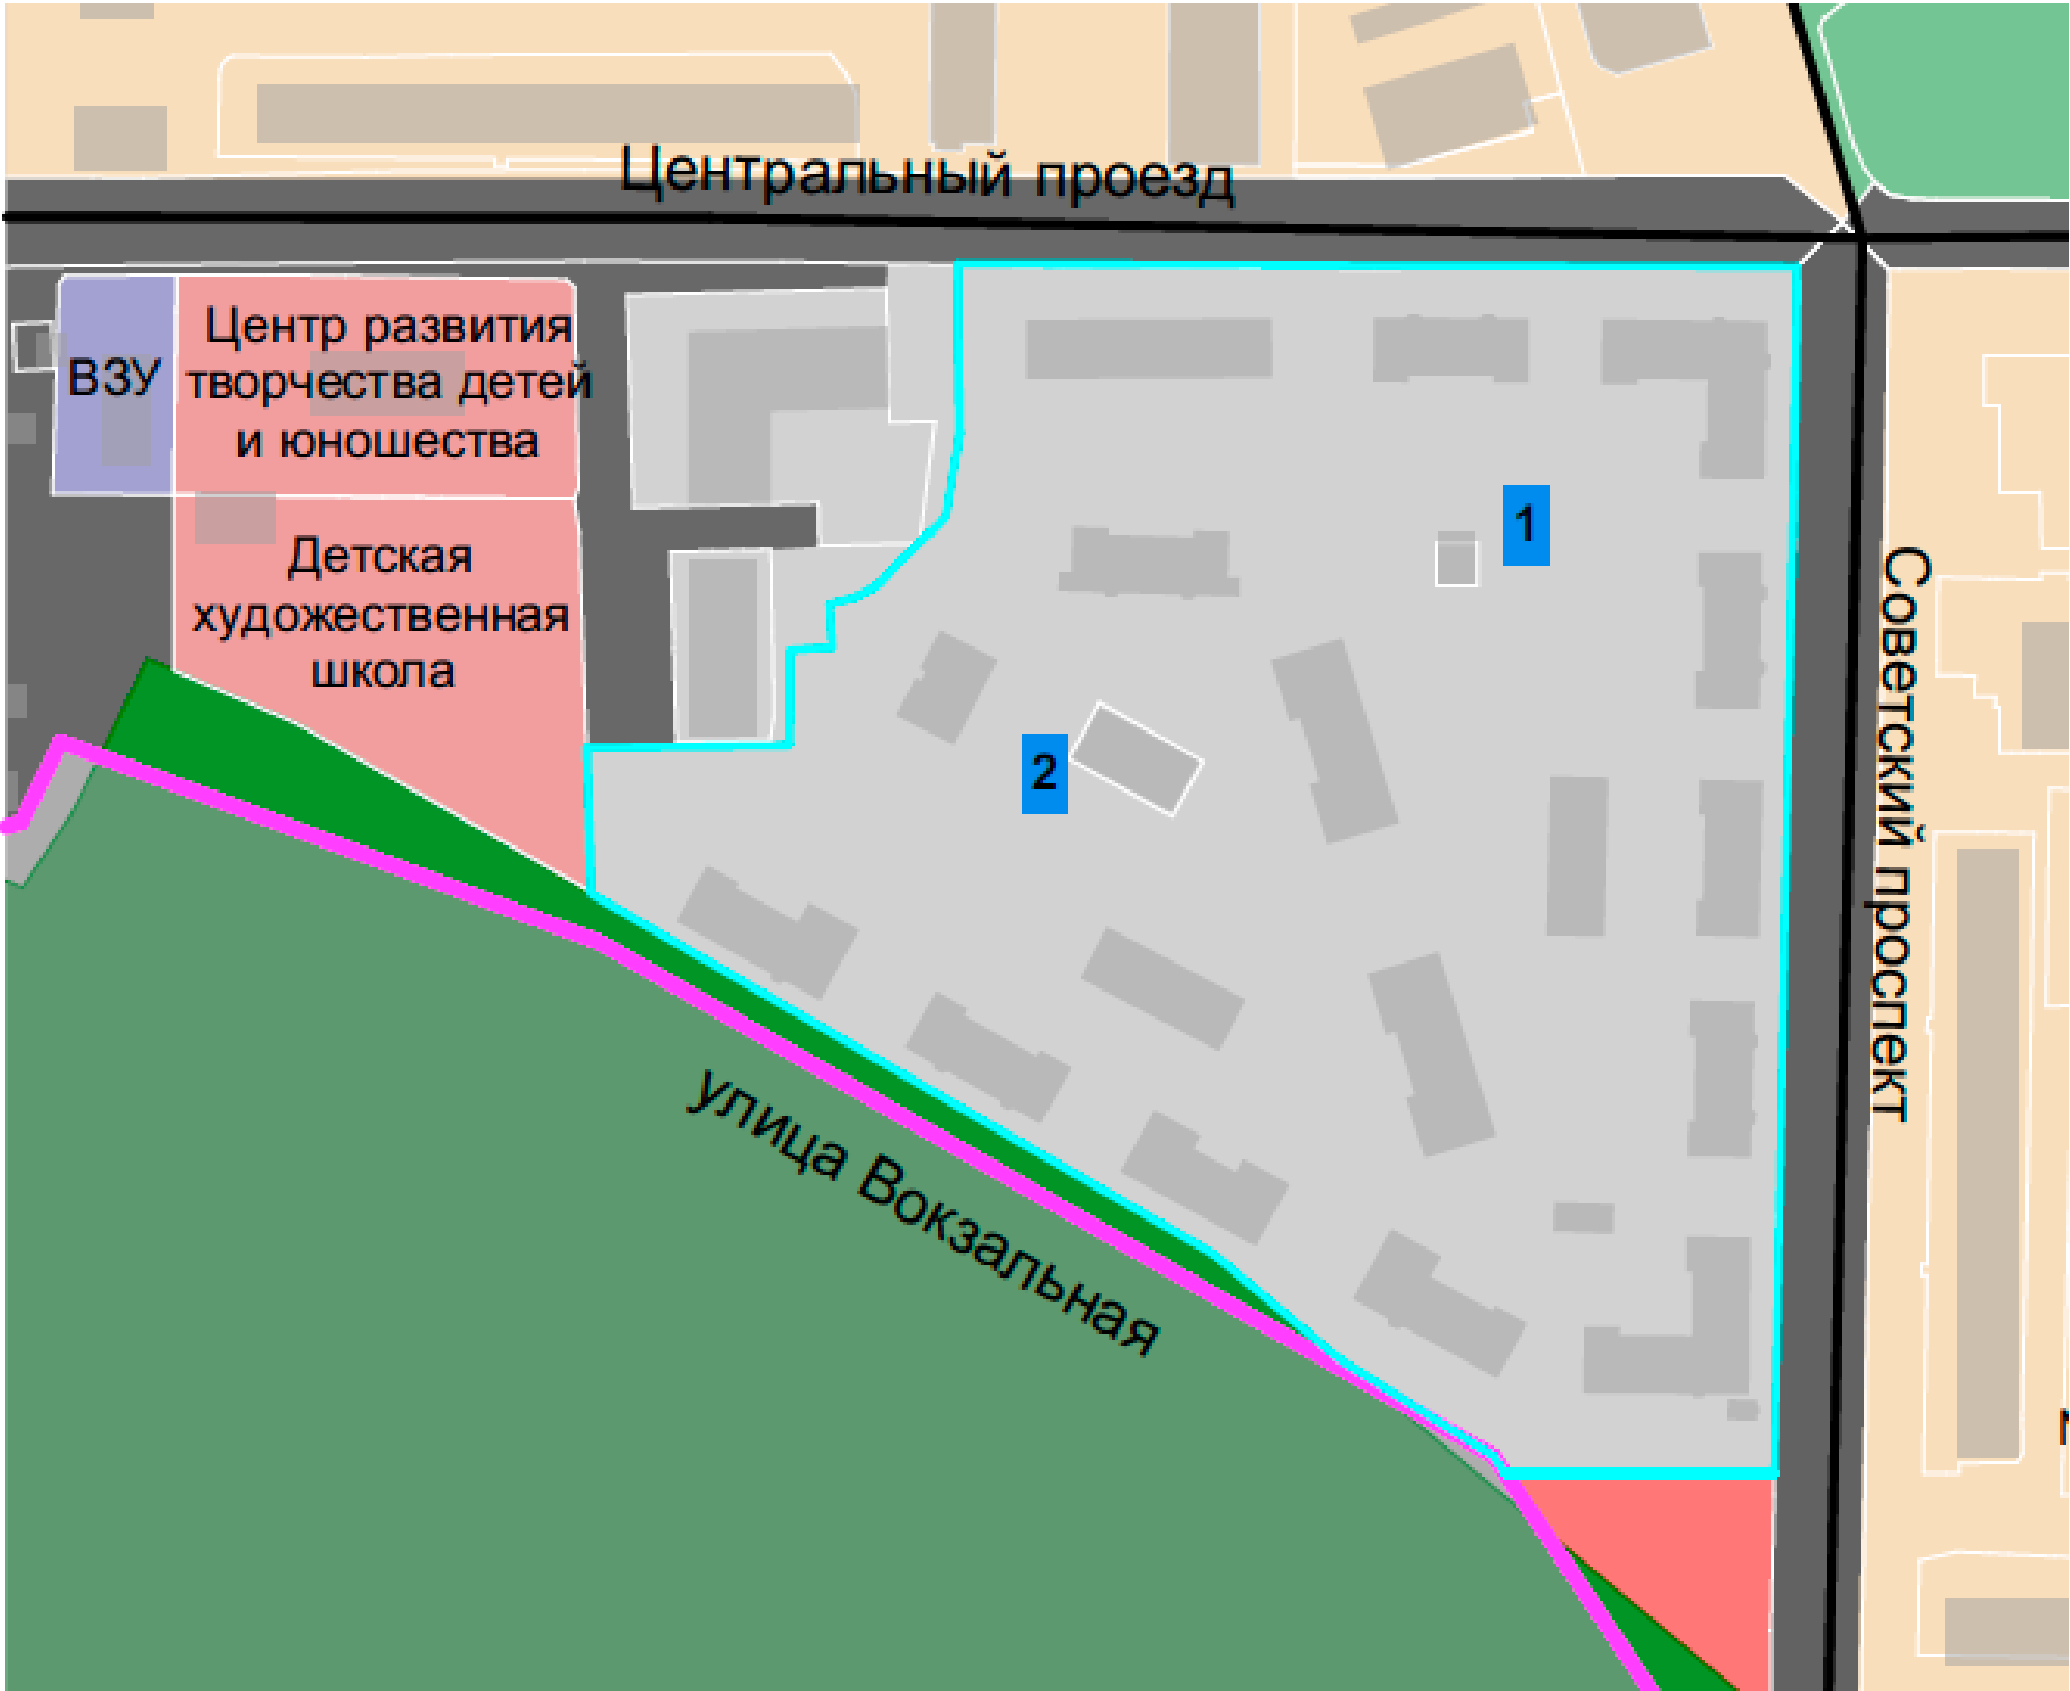 Центральный проезд
ВЗУ
Центр развития
творчества детей
и юношества
Детская
художественная
школа
1
2
Советский проспект
улица Вокзальная